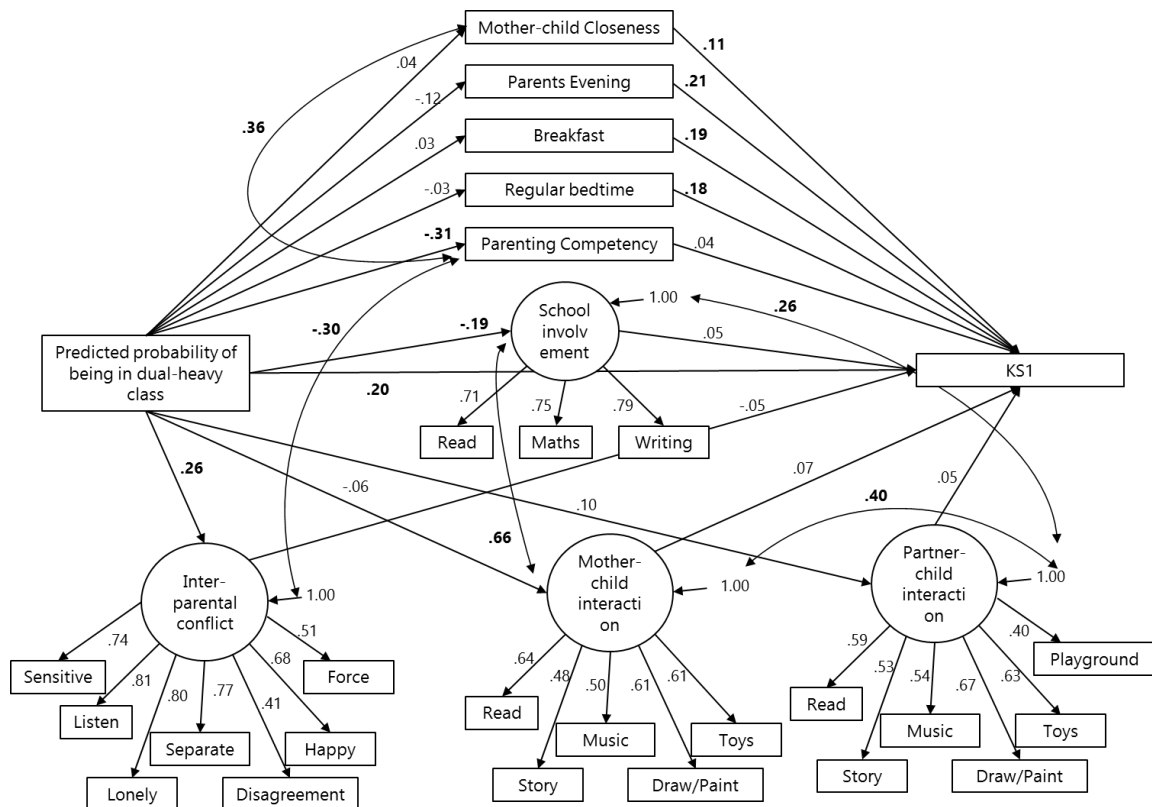 Mother-child Closeness
.11
.04
Parents Evening
.21
-.12
.36
Breakfast
.19
.03
Regular bedtime
.18
-.03
-.31
Parenting Competency
.04
School
involv
ement
1.00
.26
-.30
-.19
.05
Predicted probability of
being in dual-heavy
class
KS1
.20
.71
.75
.79
-.05
Read
Maths
Writing
.26
-.06
.07
.05
.10
.40
.66
Inter-
parental
conflict
1.00
Mother-
child
interacti
on
1.00
Partner-
child
interacti
on
1.00
.74
.81
.80
.77
.41
.68
.51
Sensitive
Force
Listen
Separate
Happy
Lonely
Disagreement
.64
.48
.50
.61
.61
Read
Music
Toys
Story
Draw/Paint
.59
.53
.54
.67
.63
.40
Playground
Read
Music
Toys
Story
Draw/Paint